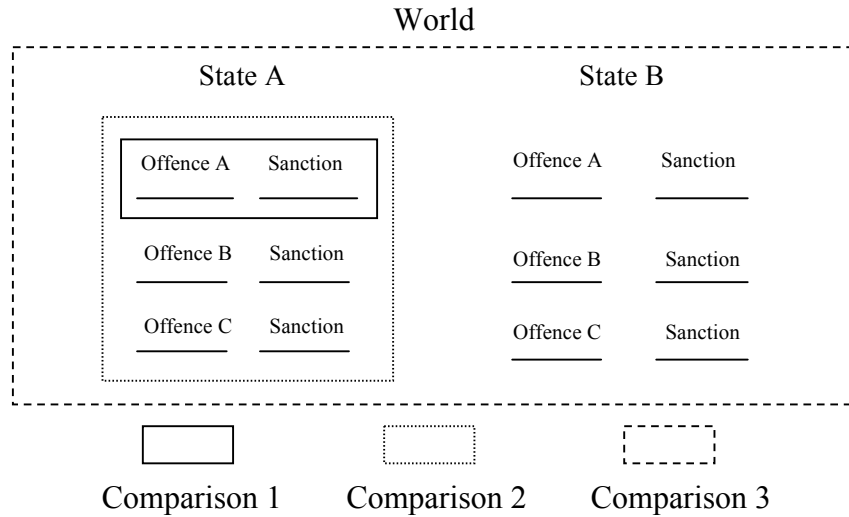 World
State A State B
Offence A Sanction Offence A Sanction
Offence B Sanction Offence B Sanction
Offence C Sanction Offence C Sanction
Comparison 1 Comparison 2 Comparison 3